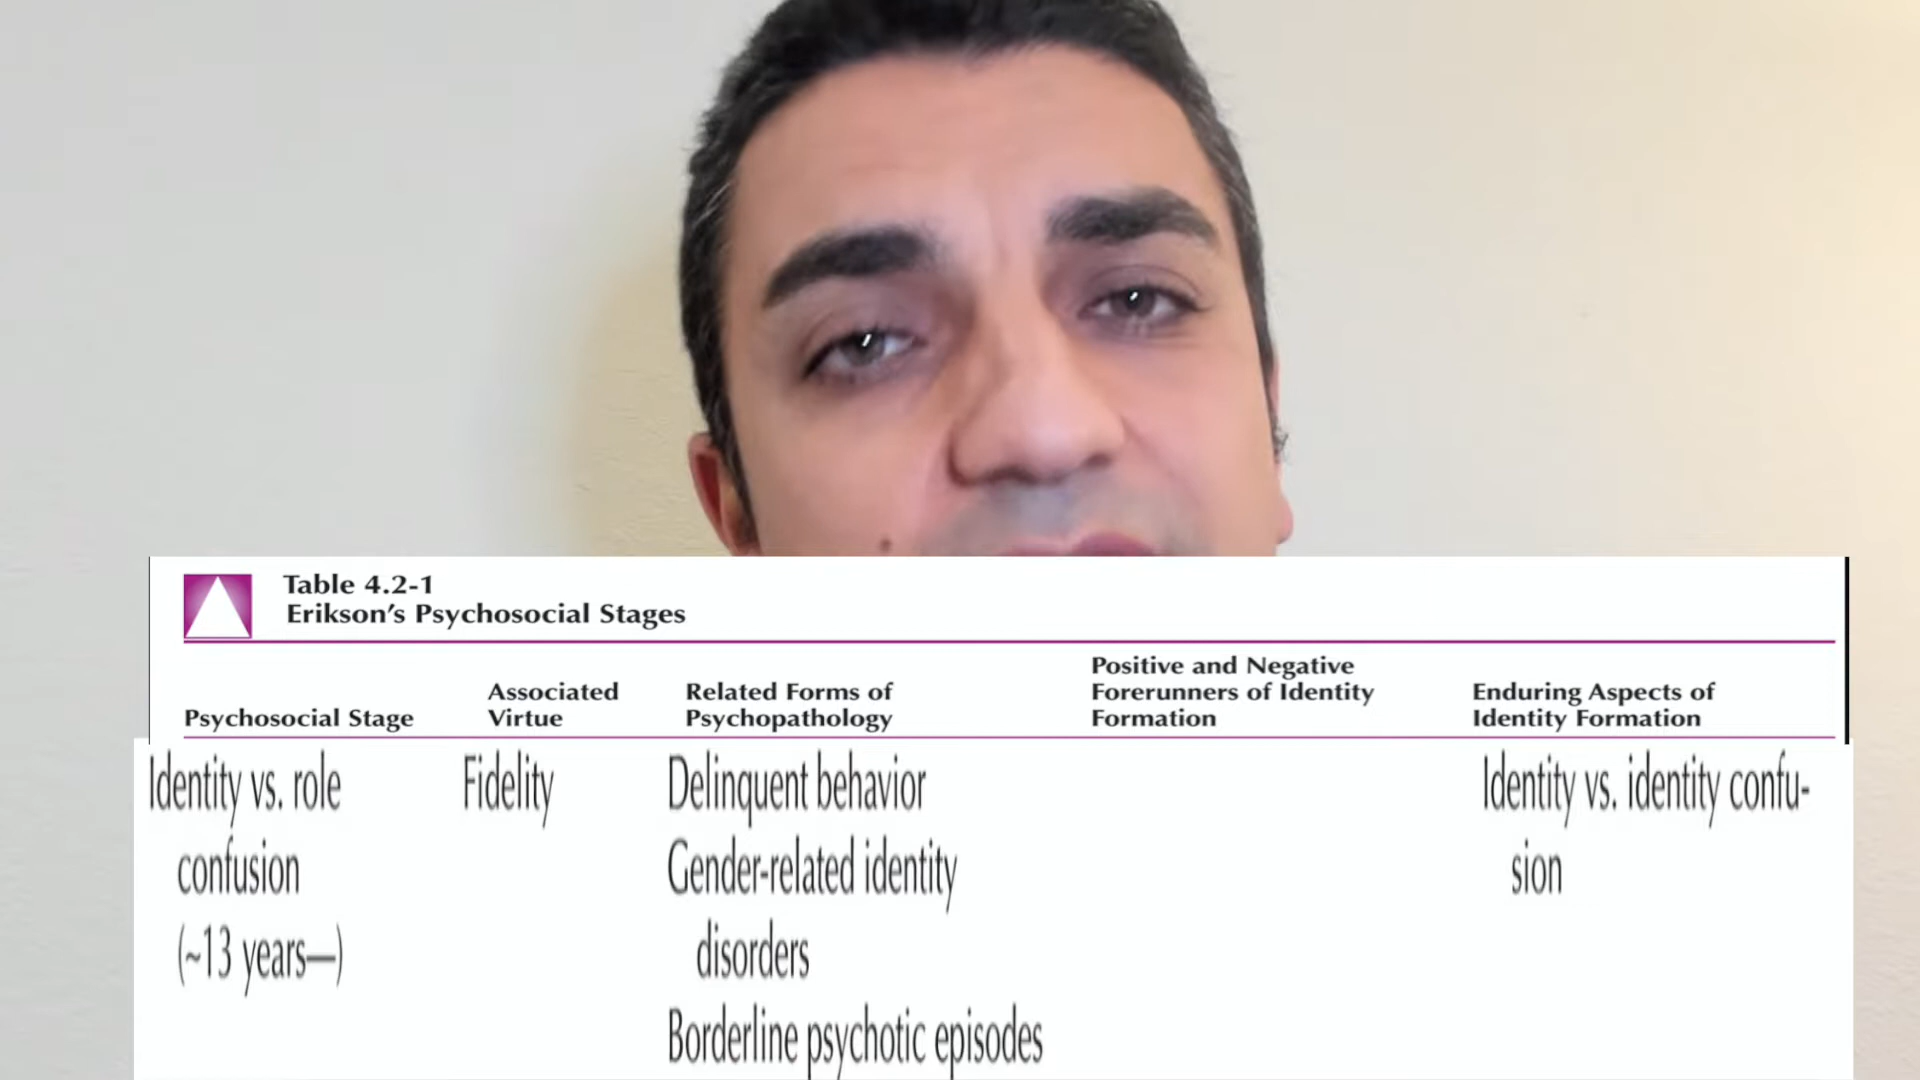 Table 4.2-1
Erikson’s Psychosocial Stages
Psychosocial Stage
Associated
Virtue
Related Forms of
Psychopathology
Positive and Negative
Forerunners of Identity
Formation
Enduring Aspects of
Identity Formation
Identity vs. role
confusion
(~13 years—)
Fidelity
Delinquent behavior
Gender-related identity
disorders
Borderline psychotic episodes
Identity vs. identity confu-
sion